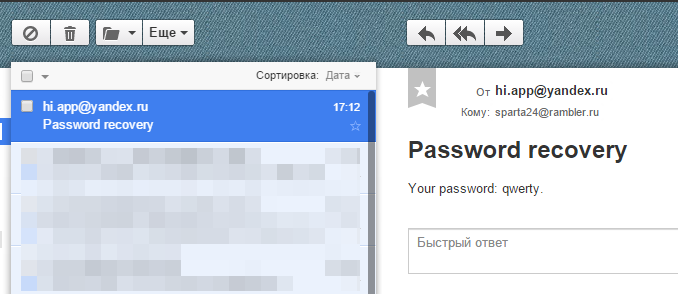 Еще
Сортировка: Дата
hi.app@yandex.ru 17:12
Password recovery
От hi.app@yandex.ru
Кому: sparta24@rambler.ru
Password recovery
Your password: qwerty.
Быстрый ответ